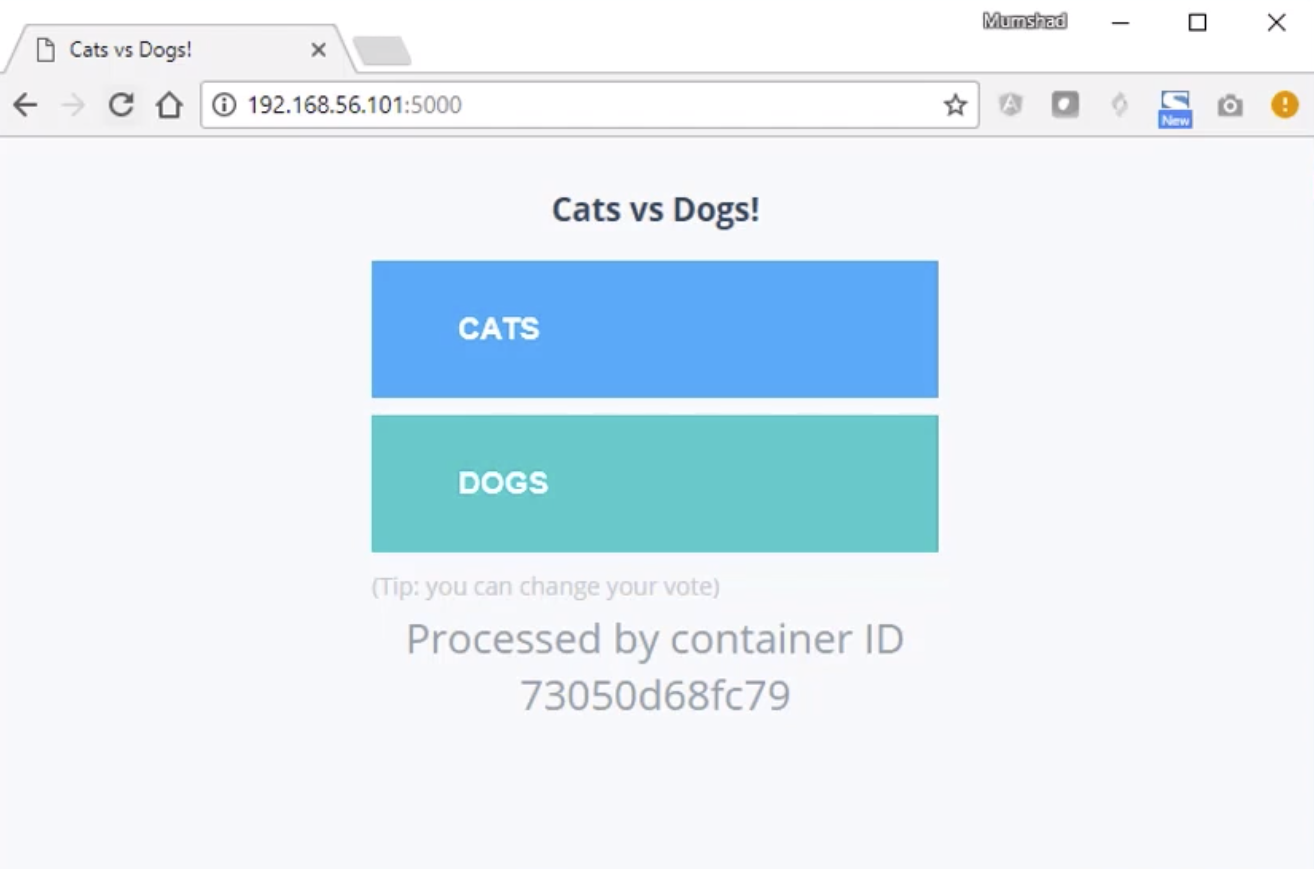 Mumshad
Cats vs Dogs!
192.168.56.101:5000
New
Cats vs Dogs!
CATS
DOGS
(Tip: you can change your vote)
Processed by container ID
73050d68fc79